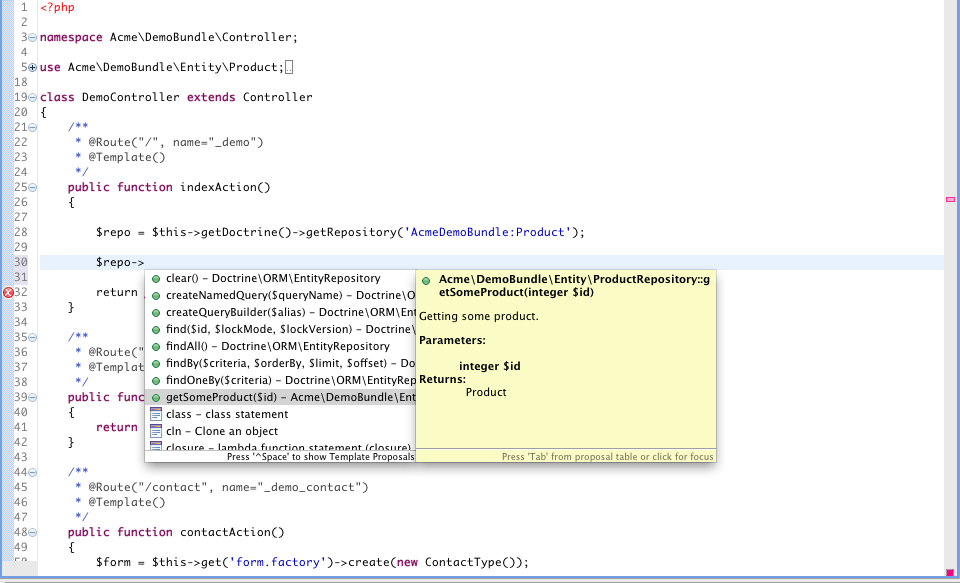 1 <?php
2
3 namespace Acme\DemoBundle\Controller;
4
5 use Acme\DemoBundle\Entity\Product;
18
19 class DemoController extends Controller
20 {
21 /**
22 * @Route("/", name="_demo")
23 * @Template()
24 */
25 public function indexAction()
26 {
27
28 $repo = $this->getDoctrine()->getRepository('AcmeDemoBundle:Product');
29
30 $repo->
31
32 return
33 }
34
35 /**
36 * @Route("
37 * @Templat
38 */
39 public func
40 {
41 return
42 }
43
44 /**
45 * @Route("/contact", name="_demo_contact")
46 * @Template()
47 */
48 public function contactAction()
49 {
50 $form = $this->get('form.factory')->create(new ContactType());
clear() – Doctrine\ORM\EntityRepository
createNamedQuery($queryName) – Doctrine\O
createQueryBuilder($alias) – Doctrine\ORM\Ent
find($id, $lockMode, $lockVersion) – Doctrine\
findAll() – Doctrine\ORM\EntityRepository
findBy($criteria, $orderBy, $limit, $offset) – Do
findOneBy($criteria) – Doctrine\ORM\EntityRep
getSomeProduct($id) – Acme\DemoBundle\Ent
class – class statement
cln – Clone an object
closure – lambda function statement (closure)
Press '^Space' to show Template Proposals
Acme\DemoBundle\Entity\ProductRepository::g
etSomeProduct(integer $id)
Getting some product.
Parameters:
integer $id
Returns:
Product
Press 'Tab' from proposal table or click for focus